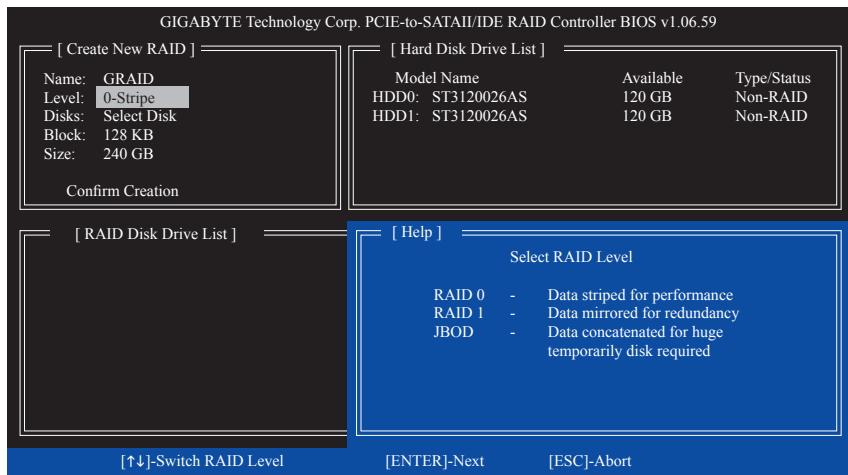 GIGABYTE Technology Corp. PCIE-to-SATAII/IDE RAID Controller BIOS v1.06.59
[ Create New RAID ]
Name: GRAID
Level: 0-Stripe
Disks: Select Disk
Block: 128 KB
Size: 240 GB
Confirm Creation
[ Hard Disk Drive List ]
Model Name Available Type/Status
HDD0: ST3120026AS 120 GB Non-RAID
HDD1: ST3120026AS 120 GB Non-RAID
[ RAID Disk Drive List ]
[ Help ]
Select RAID Level
RAID 0 - Data striped for performance
RAID 1 - Data mirrored for redundancy
JBOD - Data concatenated for huge
temporarily disk required
[↑↓]-Switch RAID Level [ENTER]-Next [ESC]-Abort